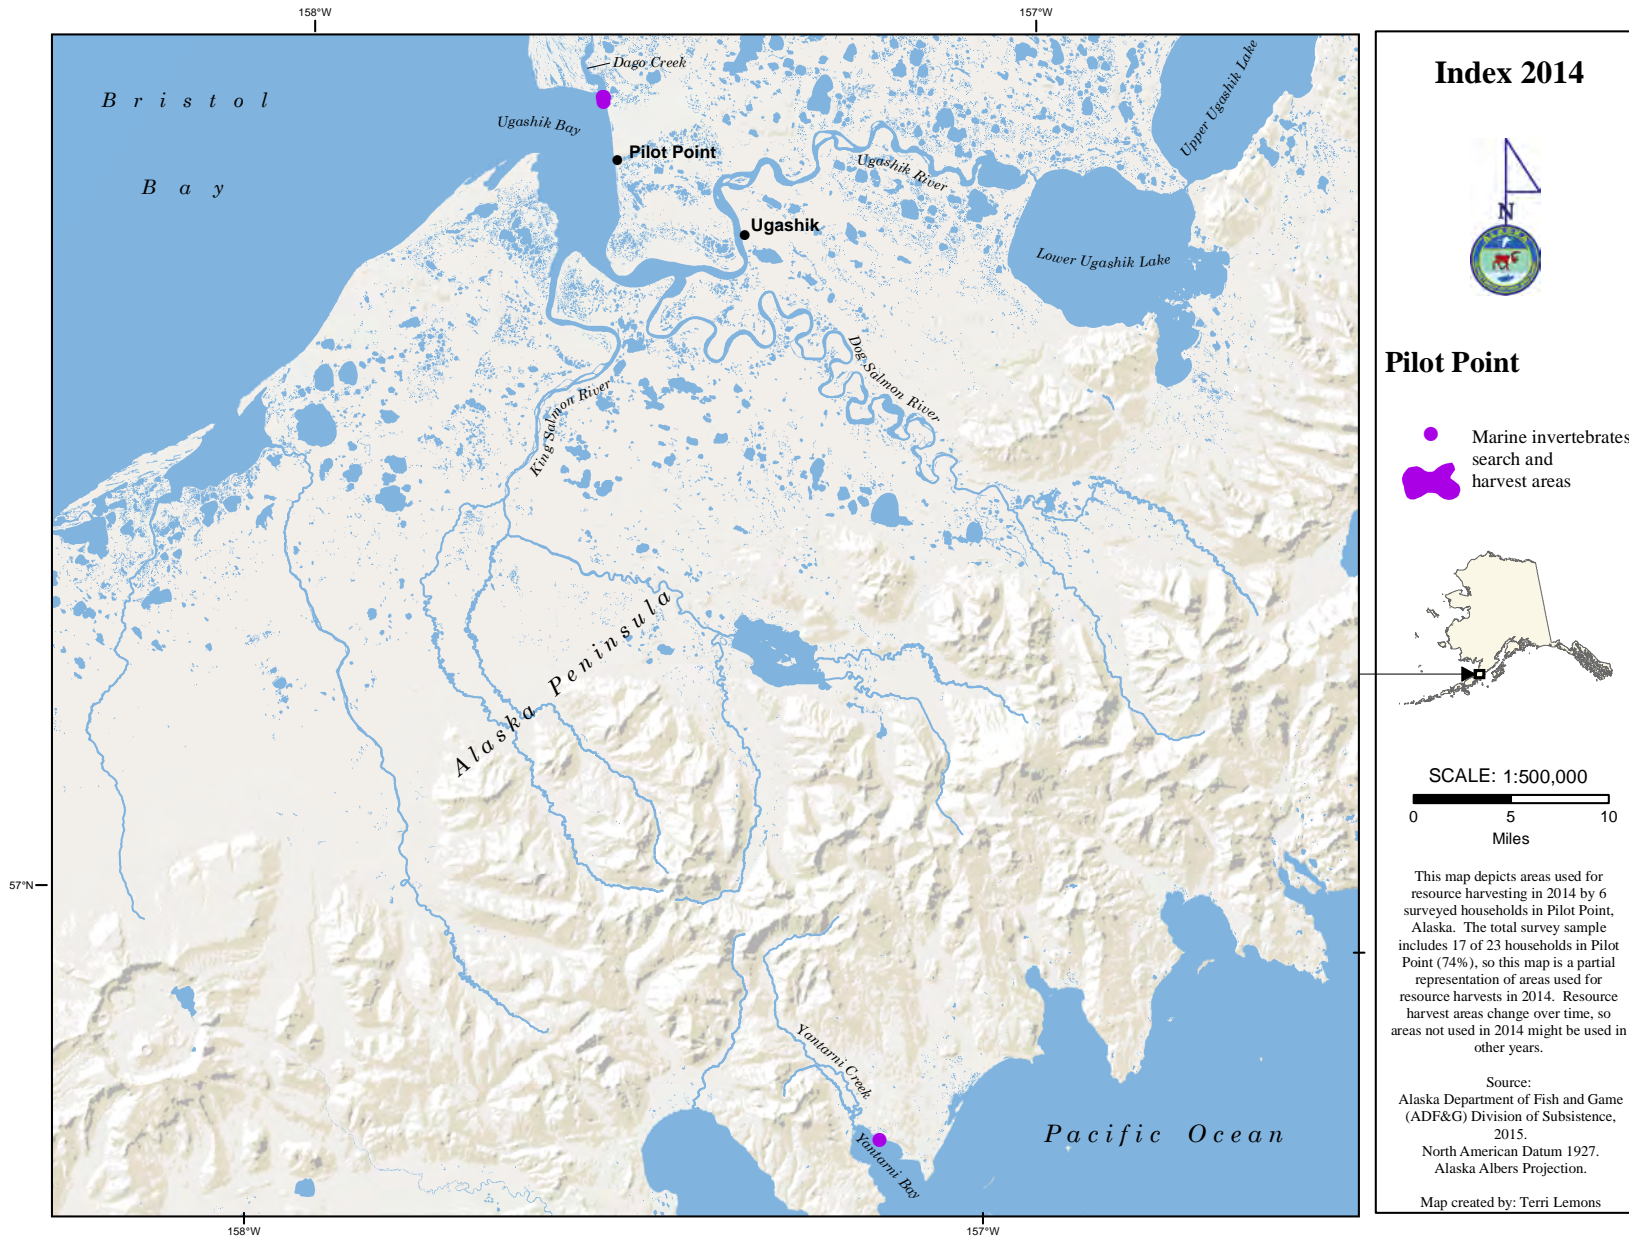 158°W
157°W
Dago Creek
Bristol
Ugashik Bay
Upper Ugashik Lake
Pilot Point
Ugashik River
Bay
Ugashik
Lower Ugashik Lake
Dog Salmon River
King Salmon River
Alaska Peninsula
57°N
Yantarni Creek
Pacific Ocean
Yantarni Bay
158°W
157°W
Index 2014
N
ALASKA
Pilot Point
Marine invertebrates
search and
harvest areas
SCALE: 1:500,000
0 5 10
Miles
This map depicts areas used for
resource harvesting in 2014 by 6
surveyed households in Pilot Point,
Alaska. The total survey sample
includes 17 of 23 households in Pilot
Point (74%), so this map is a partial
representation of areas used for
resource harvests in 2014. Resource
harvest areas change over time, so
areas not used in 2014 might be used in
other years.
Source:
Alaska Department of Fish and Game
(ADF&G) Division of Subsistence,
2015.
North American Datum 1927.
Alaska Albers Projection.
Map created by: Terri Lemons